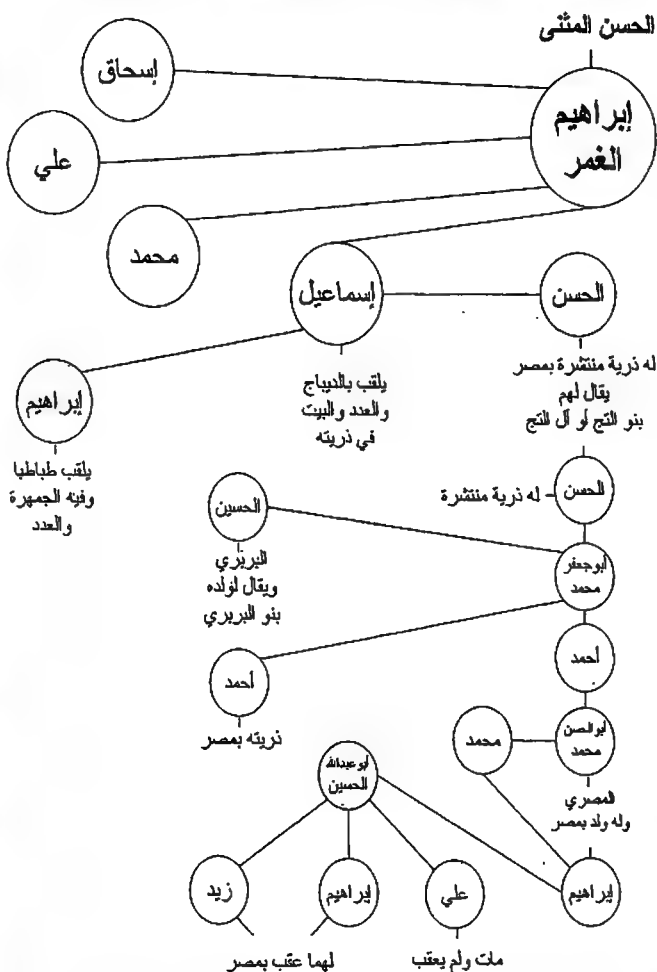 الحسن المثنى
إبراهيم
الغمر
إسحاق
علي
محمد
إسماعيل
الحسن
له ذرية منتشرة بمصر
يقال لهم
بنو التج أو آل التج
يلقب بالديباج
والعدد والبيت
في ذريته
إبراهيم
يلقب طباطبا
وفيه الجمهرة
والعدد
الحسن
له ذرية منتشرة
الحسين
البربري
ويقال لولده
بنو البربري
أبوجعفر
محمد
أحمد
أحمد
ذريته بمصر
أبوالحسن
محمد
محمد
المصري
وله ولد بمصر
أبوعبدالله
الحسين
إبراهيم
علي
إبراهيم
زيد
مات ولم يعقب
لهما عقب بمصر